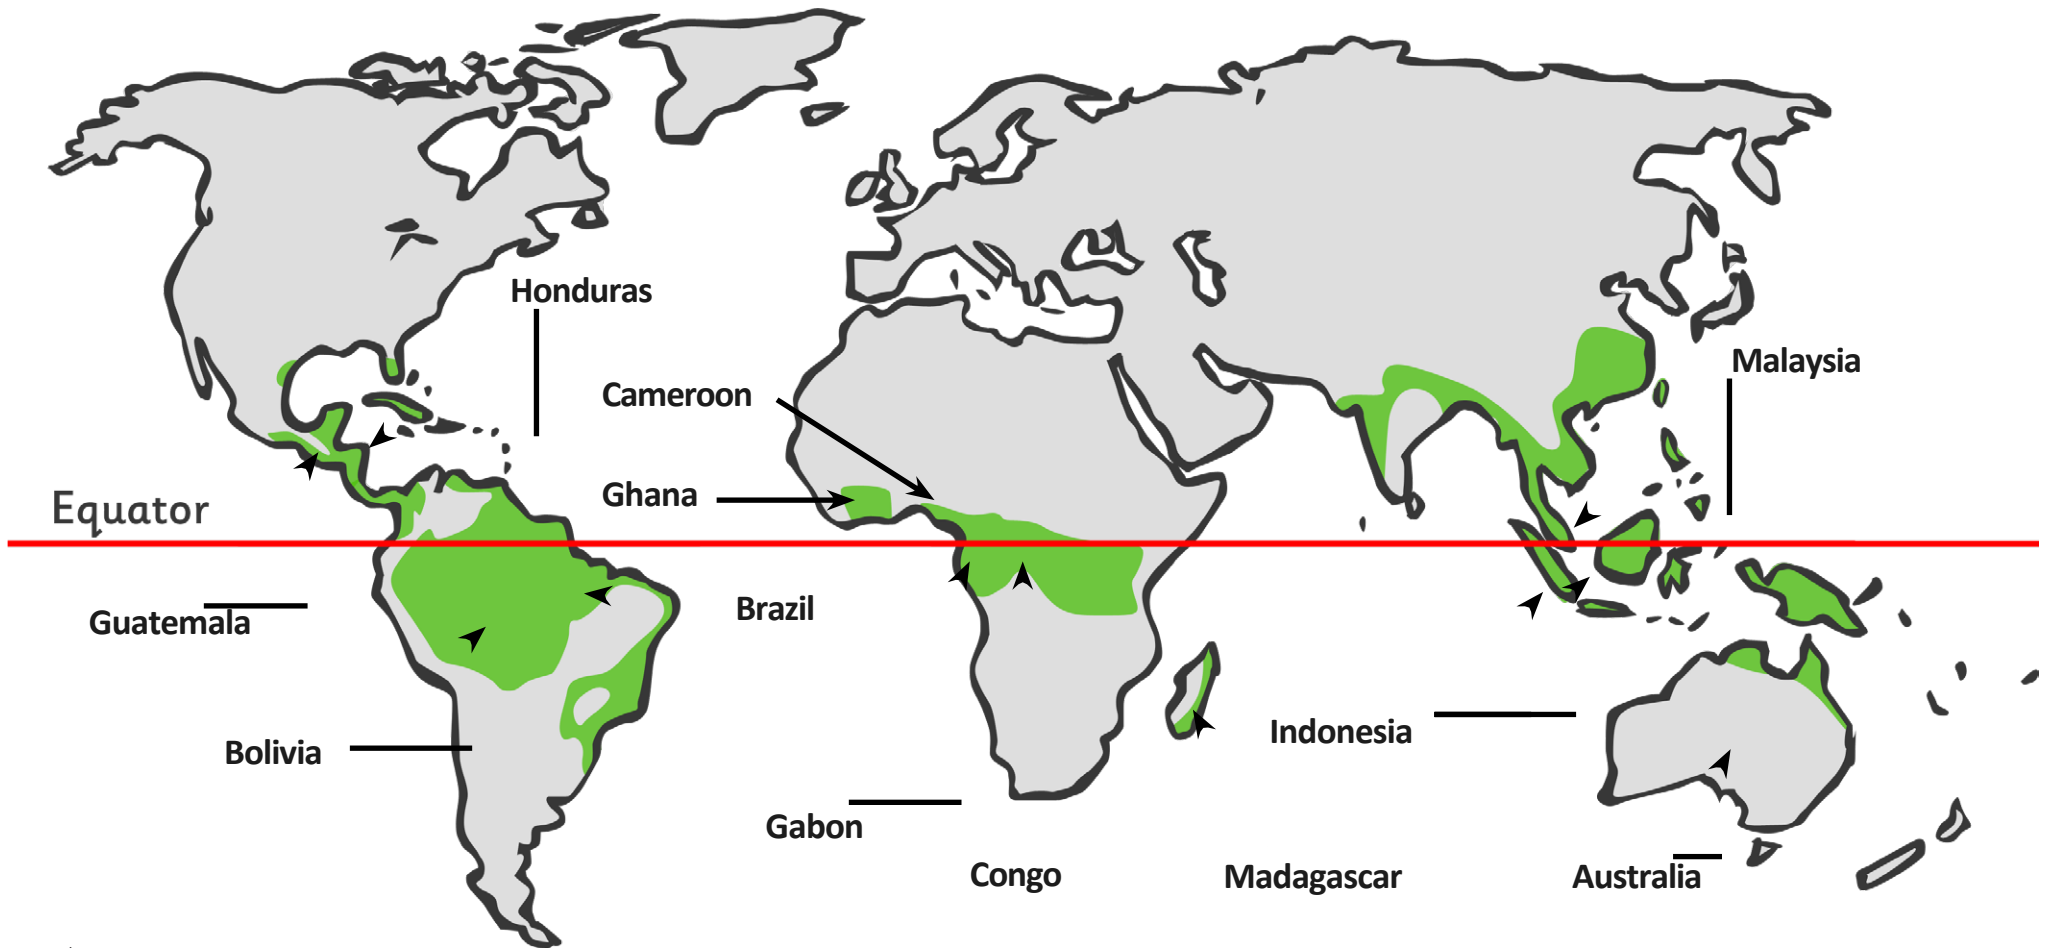 Honduras
Malaysia
Cameroon
Ghana
Equator
Guatemala
Brazil
Indonesia
Bolivia
Gabon
Congo
Madagascar
Australia